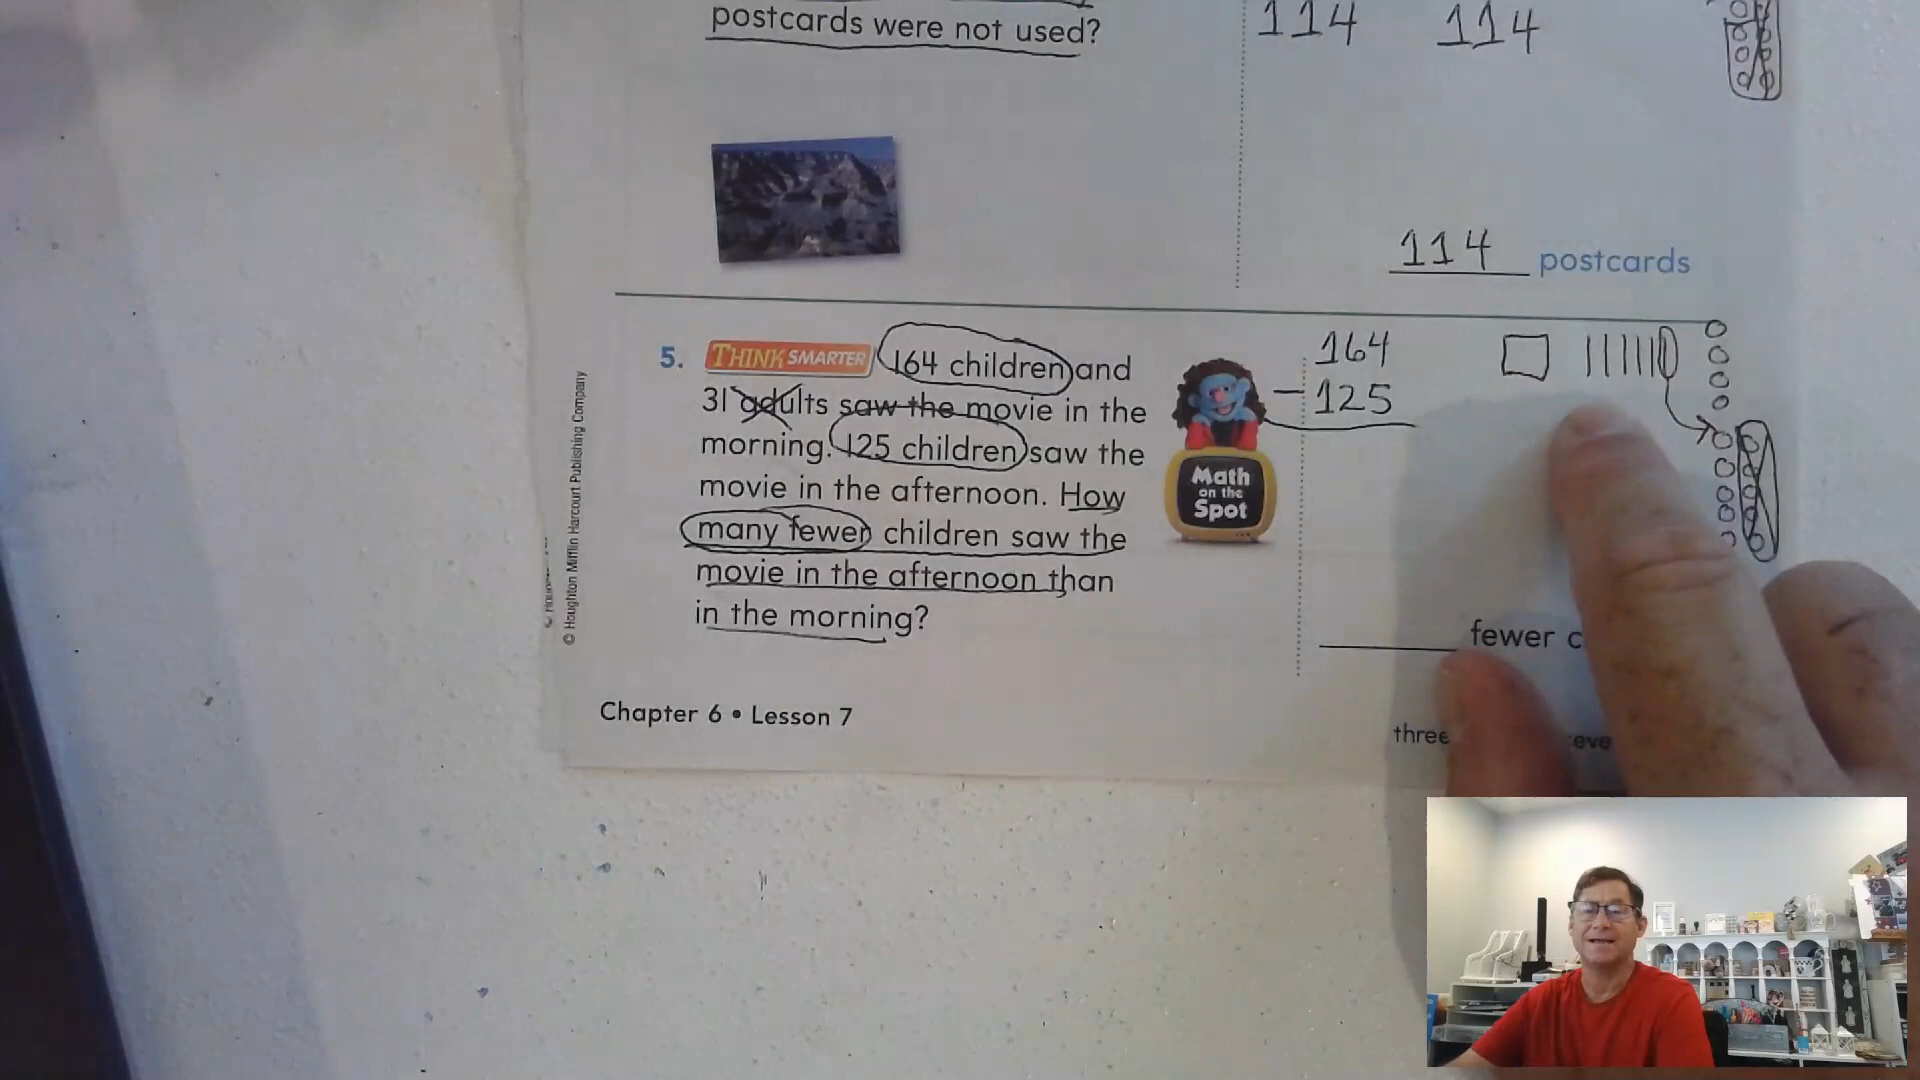 postcards were not used?
114 114
114 postcards
5. THINK SMARTER 164 children and
31 adults saw the movie in the
morning. 125 children saw the
movie in the afternoon. How
many fewer children saw the
movie in the afternoon than
in the morning?
164
- 125
Math
on the
Spot
fewer c
© Houghton Mifflin Harcourt Publishing Company
Chapter 6 • Lesson 7
three